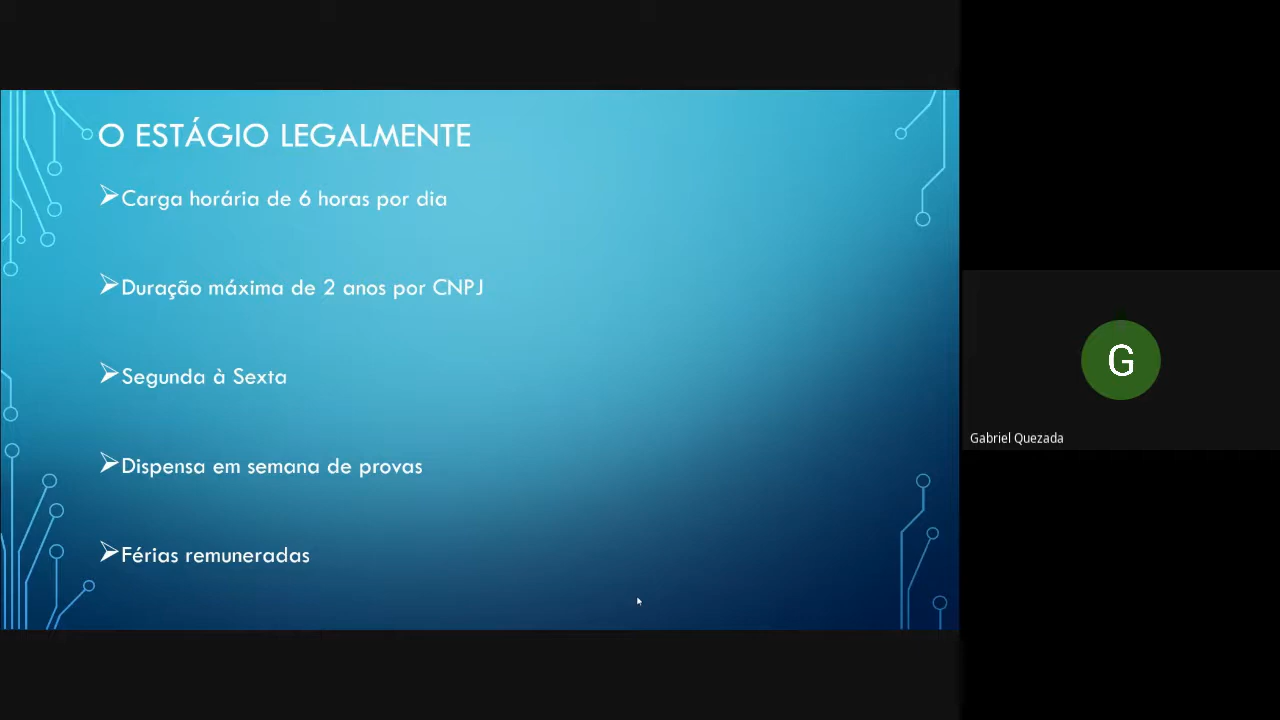 O ESTÁGIO LEGALMENTE
Carga horária de 6 horas por dia
Duração máxima de 2 anos por CNPJ
Segunda à Sexta
Dispensa em semana de provas
Férias remuneradas
G
Gabriel Quezada